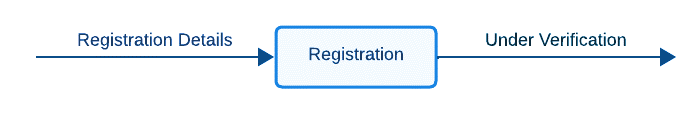 Registration Details
Registration
Under Verification